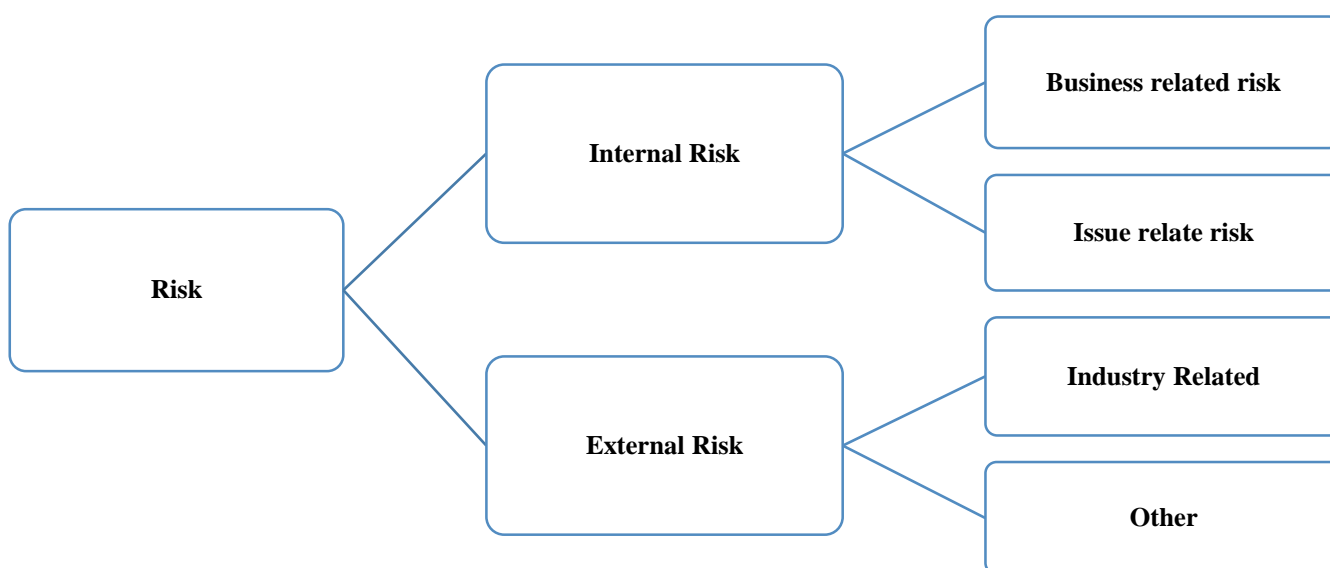 Risk
Internal Risk
Business related risk
Issue relate risk
External Risk
Industry Related
Other